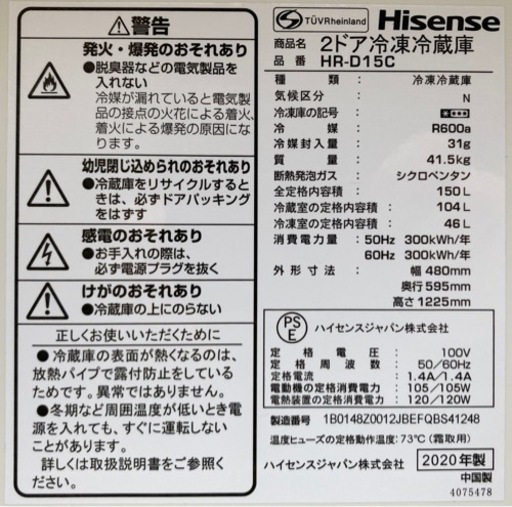 ⚠警告
発火・爆発のおそれあり
●脱臭器などの電気製品を
入れない
冷媒が漏れていると電気製
品の接点の火花に着火し、
着火による爆発の原因にな
ります。
幼児閉じ込められのおそれあり
●冷蔵庫をリサイクルすると
きは、必ずドアパッキング
をはずす
感電のおそれあり
●お手入れの際は、
必ず電源プラグを抜く
けがのおそれあり
●冷蔵庫の上にのらない
正しくお使いいただくために
●冷蔵庫の表面が熱くなるのは、
放熱パイプで露付防止をしている
ためです。異常ではありません。
●冬期など周囲温度が低いとき電
源を入れても、すぐに運転しない
ことがあります。
詳しくは取扱説明書をご参照く
ださい。
TÜVRheinland Hisense
商品名 2ドア冷凍冷蔵庫
品番 HR-D15C
種類 : 冷凍冷蔵庫
気候区分 : N
冷凍庫の記号 :
冷媒 : R600a
冷媒封入量 : 31g
質量 : 41.5kg
断熱発泡ガス : シクロペンタン
全定格内容積 : 150L
冷蔵室の定格内容積 : 104L
冷凍室の定格内容積 : 46L
消費電力量 : 50Hz 300kWh/年
60Hz 300kWh/年
外形寸法 : 幅 480mm
奥行 595mm
高さ 1225mm
PSE ハイセンスジャパン株式会社
定格電圧 : 100V
定格周波数 : 50/60Hz
定格電流 : 1.4A/1.4A
電動機の定格消費電力 : 105/105W
電熱装置の定格消費電力 : 120/120W
製造番号 1B0148Z0012JBEFQBS41248
温度ヒューズの定格動作温度:73℃(霜取用)
ハイセンスジャパン株式会社 2020年製
中国製
4075478